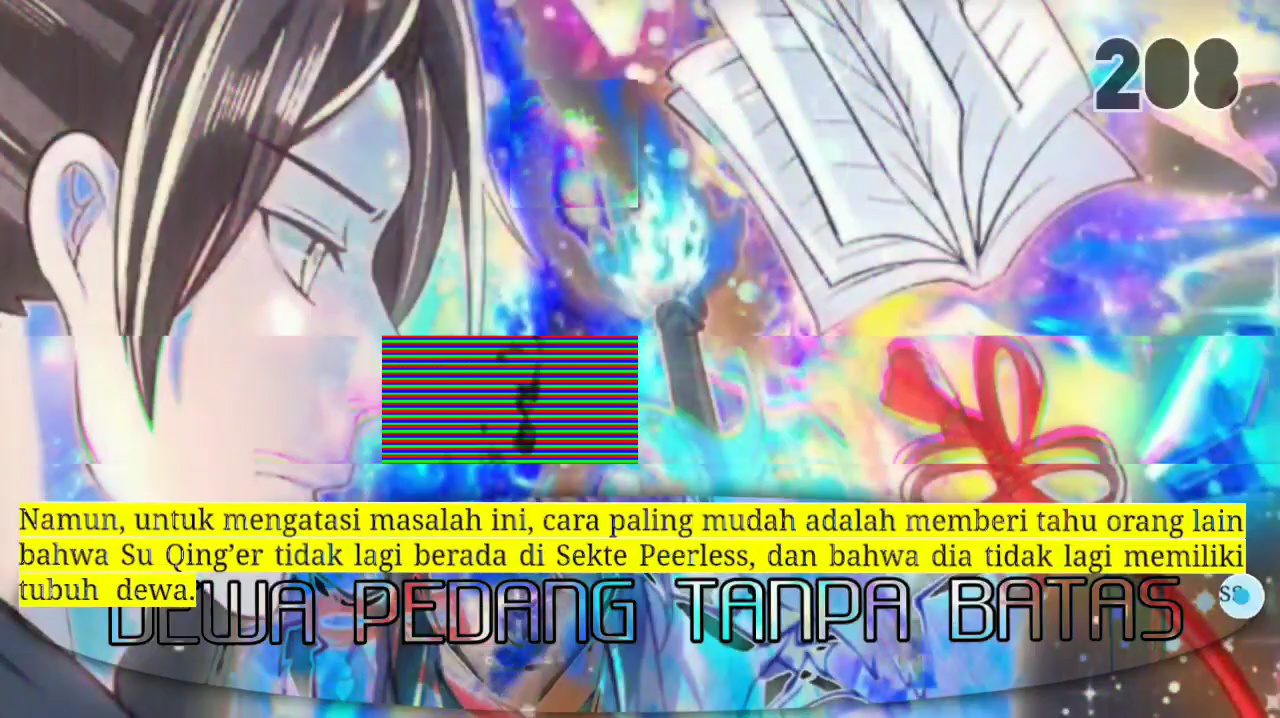 208
Namun, untuk mengatasi masalah ini, cara paling mudah adalah memberi tahu orang lain
bahwa Su Qing’er tidak lagi berada di Sekte Peerless, dan bahwa dia tidak lagi memiliki
tubuh dewa.
DEWA PEDANG TANPA BATAS